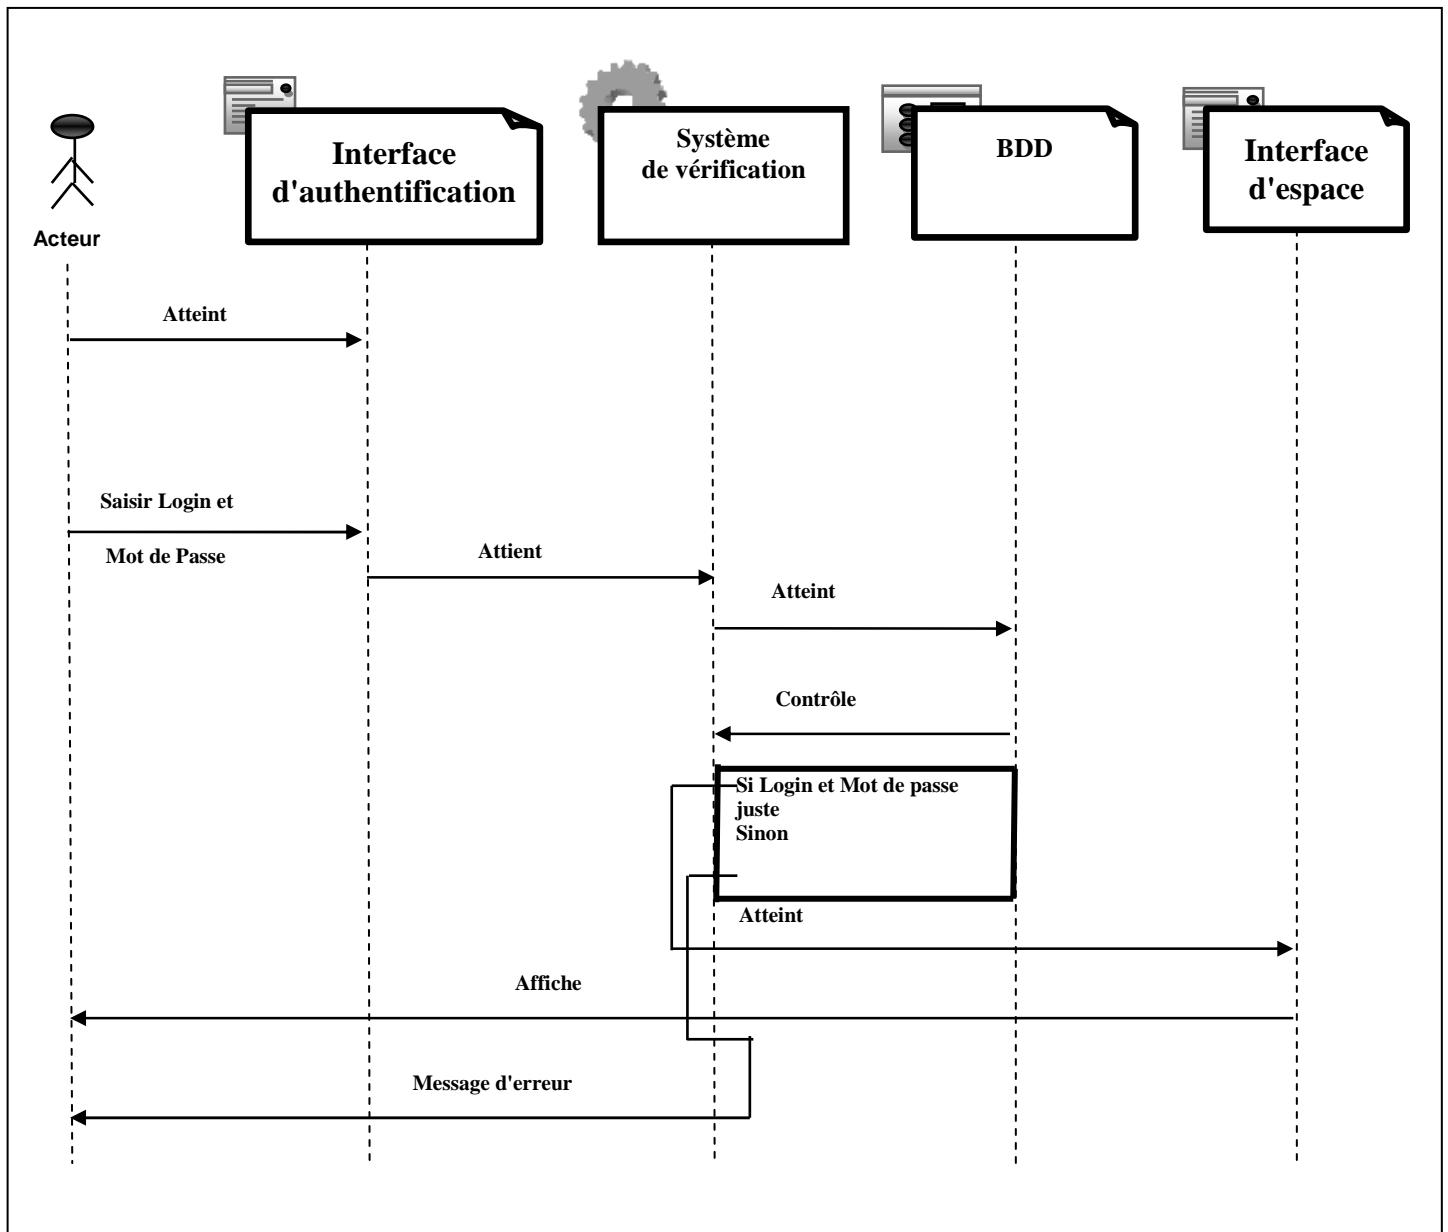 Interface
d'authentification
Système
de vérification
BDD
Interface
d'espace
Acteur
Atteint
Saisir Login et
Mot de Passe
Attient
Atteint
Contrôle
Si Login et Mot de passe
juste
Sinon
Atteint
Affiche
Message d'erreur